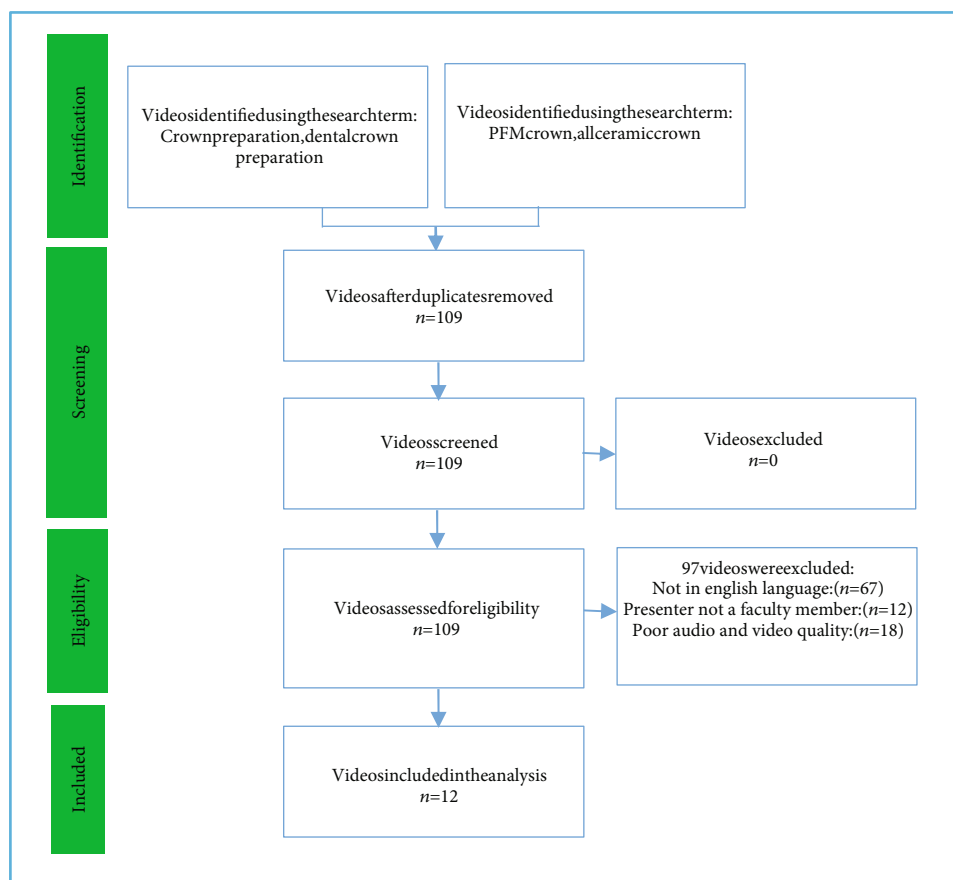 Identification
Videosidentifiedusingthesearchterm:
Crownpreparation,dentalcrown
preparation
Videosidentifiedusingthesearchterm:
PFMcrown,allceramiccrown
Screening
Videosafterduplicatesremoved
n=109
Videosscreened
n=109
Videosexcluded
n=0
Eligibility
Videosassessedforeligibility
n=109
97videoswereexcluded:
Not in english language:(n=67)
Presenter not a faculty member:(n=12)
Poor audio and video quality:(n=18)
Included
Videosincludedintheanalysis
n=12